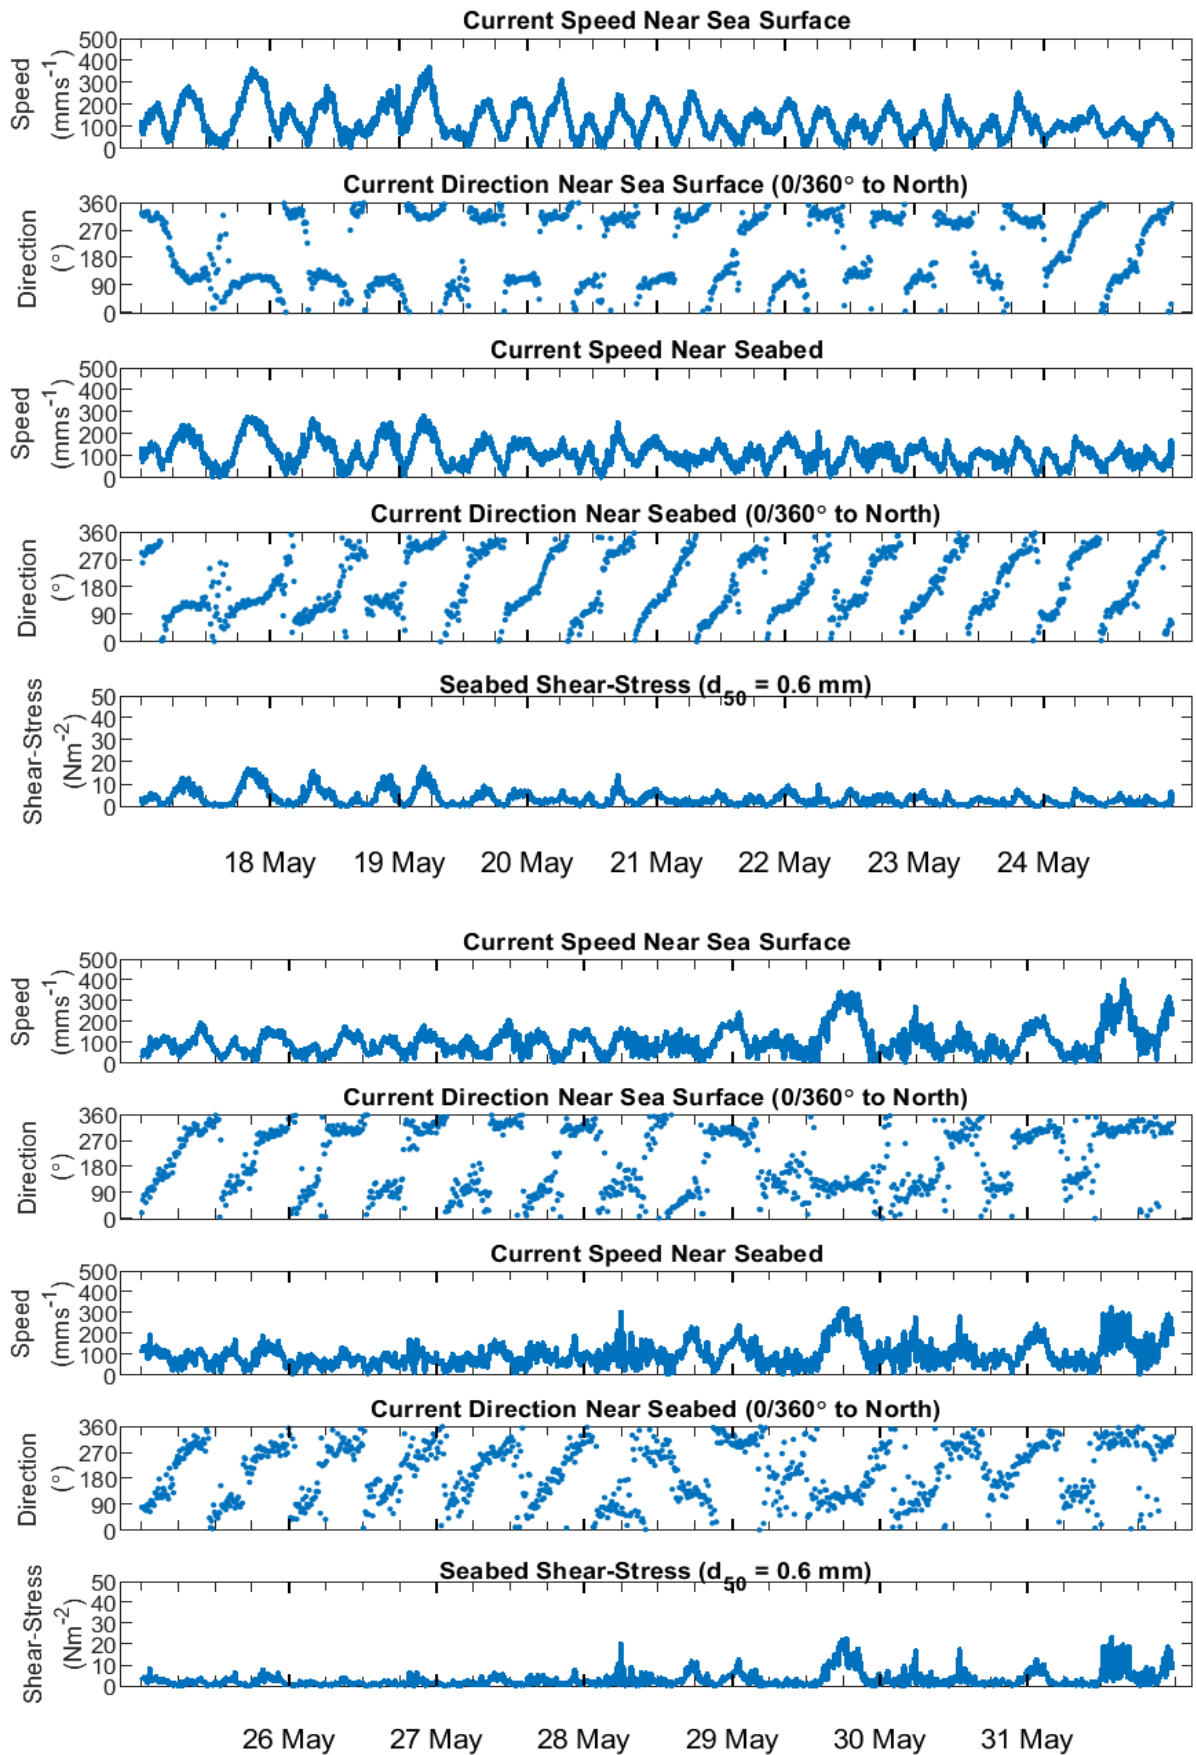 Current Speed Near Sea Surface
Speed (mms⁻¹)
500
400
300
200
100
0
Current Direction Near Sea Surface (0/360° to North)
Direction (°)
360
270
180
90
0
Current Speed Near Seabed
Speed (mms⁻¹)
500
400
300
200
100
0
Current Direction Near Seabed (0/360° to North)
Direction (°)
360
270
180
90
0
Seabed Shear-Stress (d₅₀ = 0.6 mm)
Shear-Stress (Nm⁻²)
50
40
30
20
10
0
18 May 19 May 20 May 21 May 22 May 23 May 24 May
Current Speed Near Sea Surface
Speed (mms⁻¹)
500
400
300
200
100
0
Current Direction Near Sea Surface (0/360° to North)
Direction (°)
360
270
180
90
0
Current Speed Near Seabed
Speed (mms⁻¹)
500
400
300
200
100
0
Current Direction Near Seabed (0/360° to North)
Direction (°)
360
270
180
90
0
Seabed Shear-Stress (d₅₀ = 0.6 mm)
Shear-Stress (Nm⁻²)
50
40
30
20
10
0
26 May 27 May 28 May 29 May 30 May 31 May